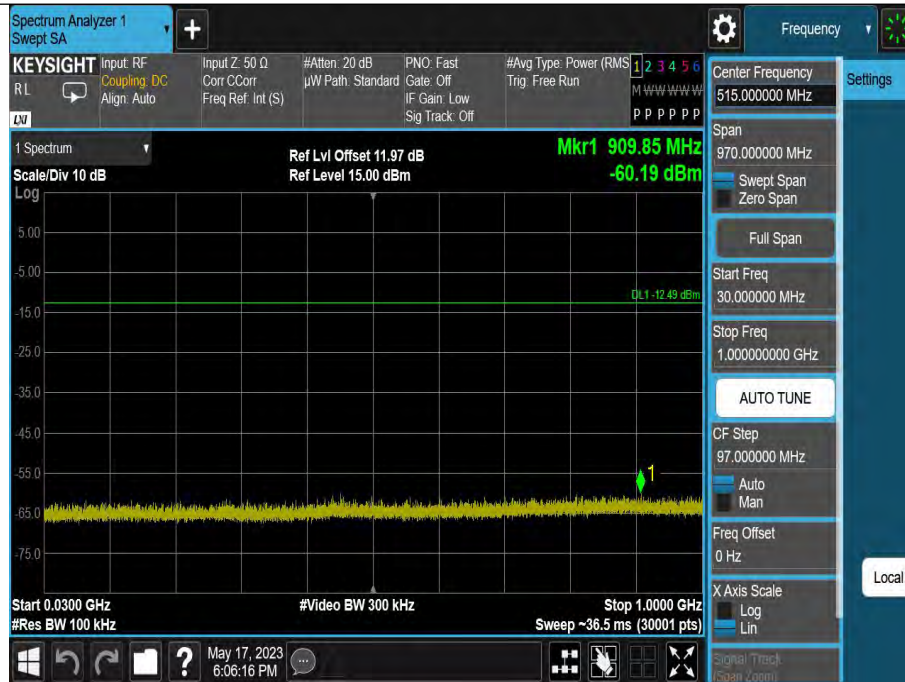 Spectrum Analyzer 1
Swept SA
+
Frequency
KEYSIGHT
RL
LXI
Input: RF
Coupling: DC
Align: Auto
Input Z: 50 Ω
Corr CCorr
Freq Ref: Int (S)
#Atten: 20 dB
µW Path: Standard
PNO: Fast
Gate: Off
IF Gain: Low
Sig Track: Off
#Avg Type: Power (RMS
Trig: Free Run
1 2 3 4 5 6
M W W W W W
P P P P P P
1 Spectrum
Scale/Div 10 dB
Ref Lvl Offset 11.97 dB
Ref Level 15.00 dBm
Mkr1 909.85 MHz
-60.19 dBm
Log
5.00
-5.00
-15.0
-25.0
-35.0
-45.0
-55.0
-65.0
-75.0
DL1 -12.49 dBm
1
Start 0.0300 GHz
#Res BW 100 kHz
#Video BW 300 kHz
Stop 1.0000 GHz
Sweep ~36.5 ms (30001 pts)
Center Frequency
515.000000 MHz
Span
970.000000 MHz
Swept Span
Zero Span
Full Span
Start Freq
30.000000 MHz
Stop Freq
1.000000000 GHz
AUTO TUNE
CF Step
97.000000 MHz
Auto
Man
Freq Offset
0 Hz
X Axis Scale
Log
Lin
Signal Track
(Span Zoom)
Settings
Local
?
May 17, 2023
6:06:16 PM